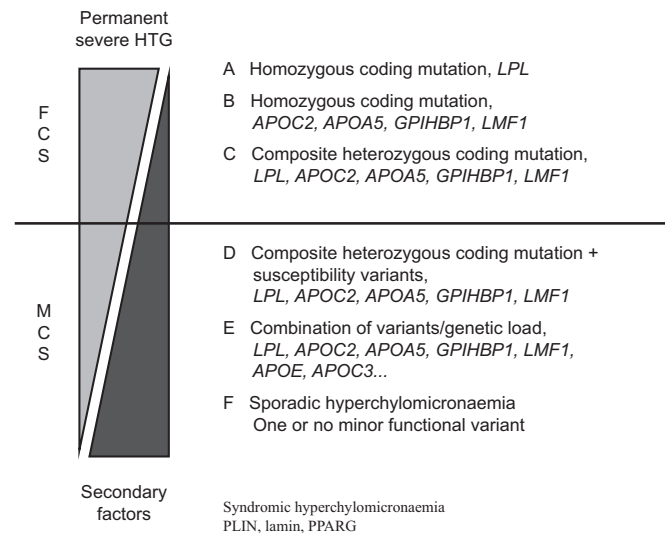 Permanent
severe HTG
F
C
S
A Homozygous coding mutation, LPL
B Homozygous coding mutation,
APOC2, APOA5, GPIHBP1, LMF1
C Composite heterozygous coding mutation,
LPL, APOC2, APOA5, GPIHBP1, LMF1
M
C
S
D Composite heterozygous coding mutation +
susceptibility variants,
LPL, APOC2, APOA5, GPIHBP1, LMF1
E Combination of variants/genetic load,
LPL, APOC2, APOA5, GPIHBP1, LMF1,
APOE, APOC3...
F Sporadic hyperchylomicronaemia
One or no minor functional variant
Secondary
factors
Syndromic hyperchylomicronaemia
PLIN, lamin, PPARG